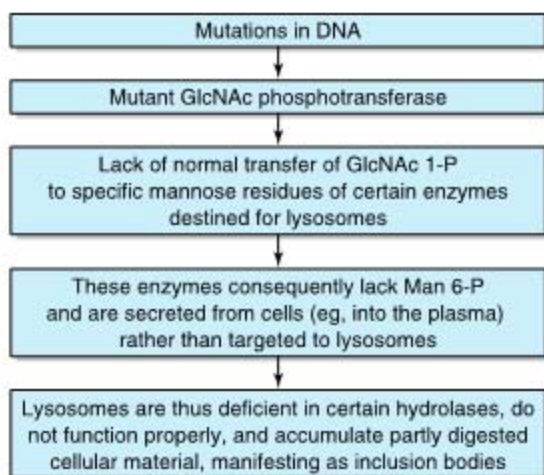 Mutations in DNA
Mutant GlcNAc phosphotransferase
Lack of normal transfer of GlcNAc 1-P
to specific mannose residues of certain enzymes
destined for lysosomes
These enzymes consequently lack Man 6-P
and are secreted from cells (eg, into the plasma)
rather than targeted to lysosomes
Lysosomes are thus deficient in certain hydrolases, do
not function properly, and accumulate partly digested
cellular material, manifesting as inclusion bodies